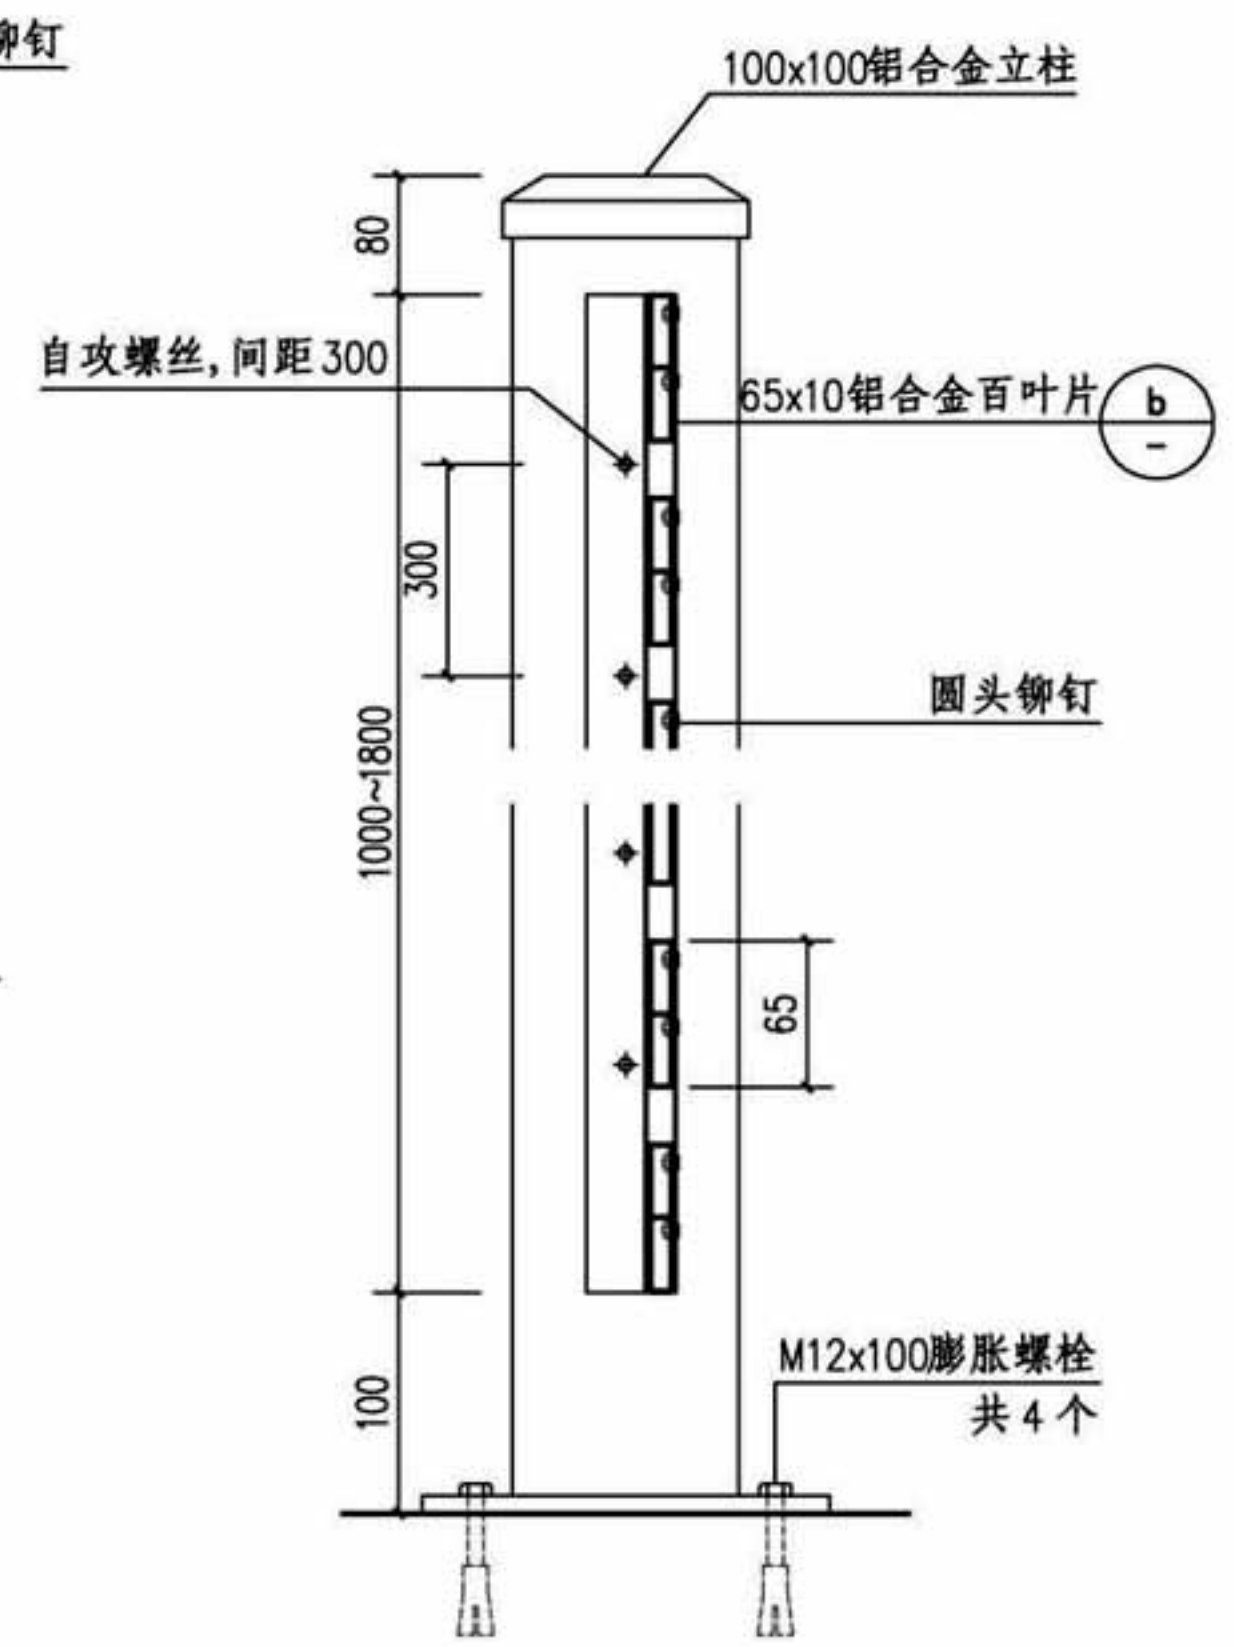 铆钉
100x100铝合金立柱
80
自攻螺丝,间距300
65x10铝合金百叶片
b
-
300
圆头铆钉
1000~1800
65
M12x100膨胀螺栓
共4个
100